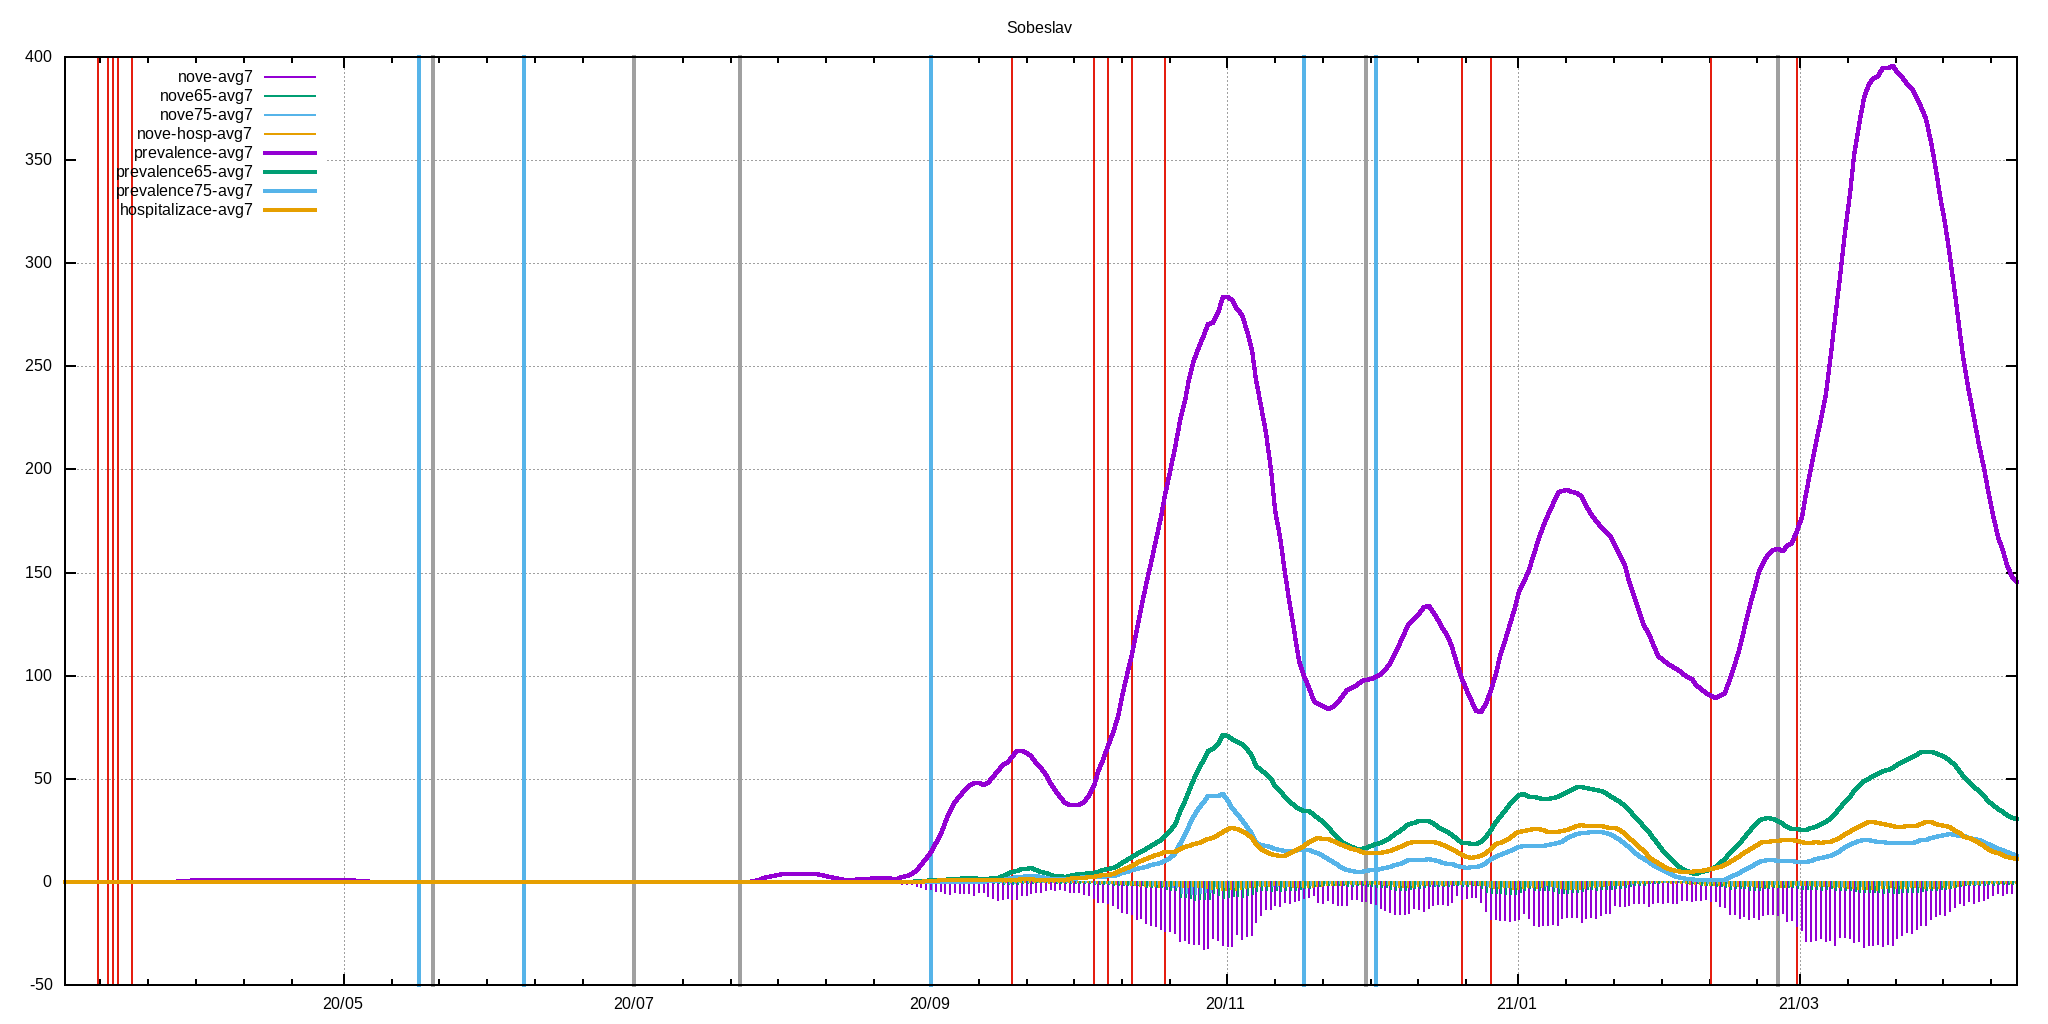 Sobeslav
400
350
300
250
200
150
100
50
0
-50
nove-avg7
nove65-avg7
nove75-avg7
nove-hosp-avg7
prevalence-avg7
prevalence65-avg7
prevalence75-avg7
hospitalizace-avg7
20/05 20/07 20/09 20/11 21/01 21/03